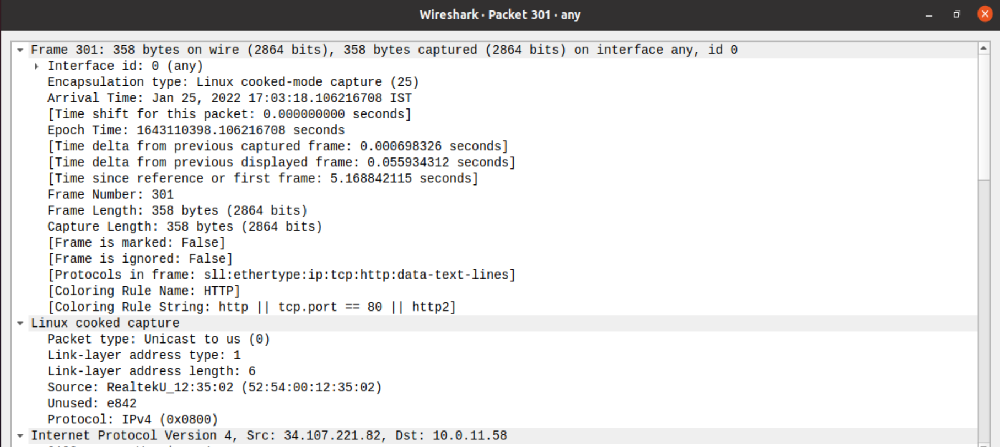 Wireshark · Packet 301 · any
Frame 301: 358 bytes on wire (2864 bits), 358 bytes captured (2864 bits) on interface any, id 0
Interface id: 0 (any)
Encapsulation type: Linux cooked-mode capture (25)
Arrival Time: Jan 25, 2022 17:03:18.106216708 IST
[Time shift for this packet: 0.000000000 seconds]
Epoch Time: 1643110398.106216708 seconds
[Time delta from previous captured frame: 0.000698326 seconds]
[Time delta from previous displayed frame: 0.055934312 seconds]
[Time since reference or first frame: 5.168842115 seconds]
Frame Number: 301
Frame Length: 358 bytes (2864 bits)
Capture Length: 358 bytes (2864 bits)
[Frame is marked: False]
[Frame is ignored: False]
[Protocols in frame: sll:ethertype:ip:tcp:http:data-text-lines]
[Coloring Rule Name: HTTP]
[Coloring Rule String: http || tcp.port == 80 || http2]
Linux cooked capture
Packet type: Unicast to us (0)
Link-layer address type: 1
Link-layer address length: 6
Source: RealtekU_12:35:02 (52:54:00:12:35:02)
Unused: e842
Protocol: IPv4 (0x0800)
Internet Protocol Version 4, Src: 34.107.221.82, Dst: 10.0.11.58